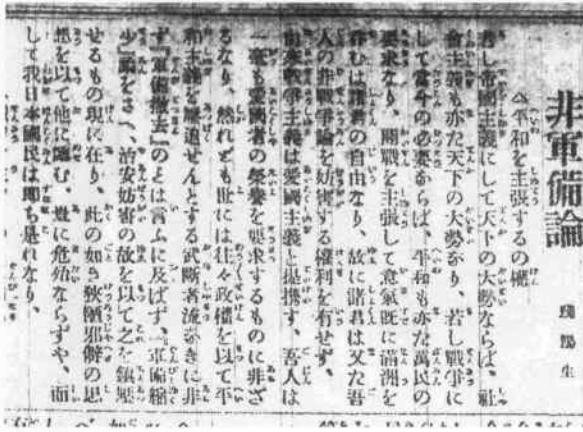 非軍備論
殘陽生
△平和を主張するの權
若し帝國主義にして天下の大勢ならば、社
會主義も亦た天下の大勢なり、若し戰爭に
して當今の必要ならば、平和も亦た萬民の
要求なり、開戰を主張して意氣既に滿洲を
呑むは諸君の自由なり、故に諸君は又た吾
人の非戰爭論を妨害する權利を有せず、
由來戰爭主義は愛國主義と提携す、吾人は
一毫も愛國者の榮譽を要求するものに非ざ
るなり、然れども世には往々政權を以て平
和主義を壓迫せんとする武斷者流なきに非
ず『軍備撤去』のとは言ふに及ばず、『軍備縮
少』論をさへ、治安妨害の故を以て之を鎭壓
せるもの現に在り、此の如き狹隘邪僻の思
想を以て他に臨む、豈に危殆ならずや、而
して我日本國民は即ち是れなり、